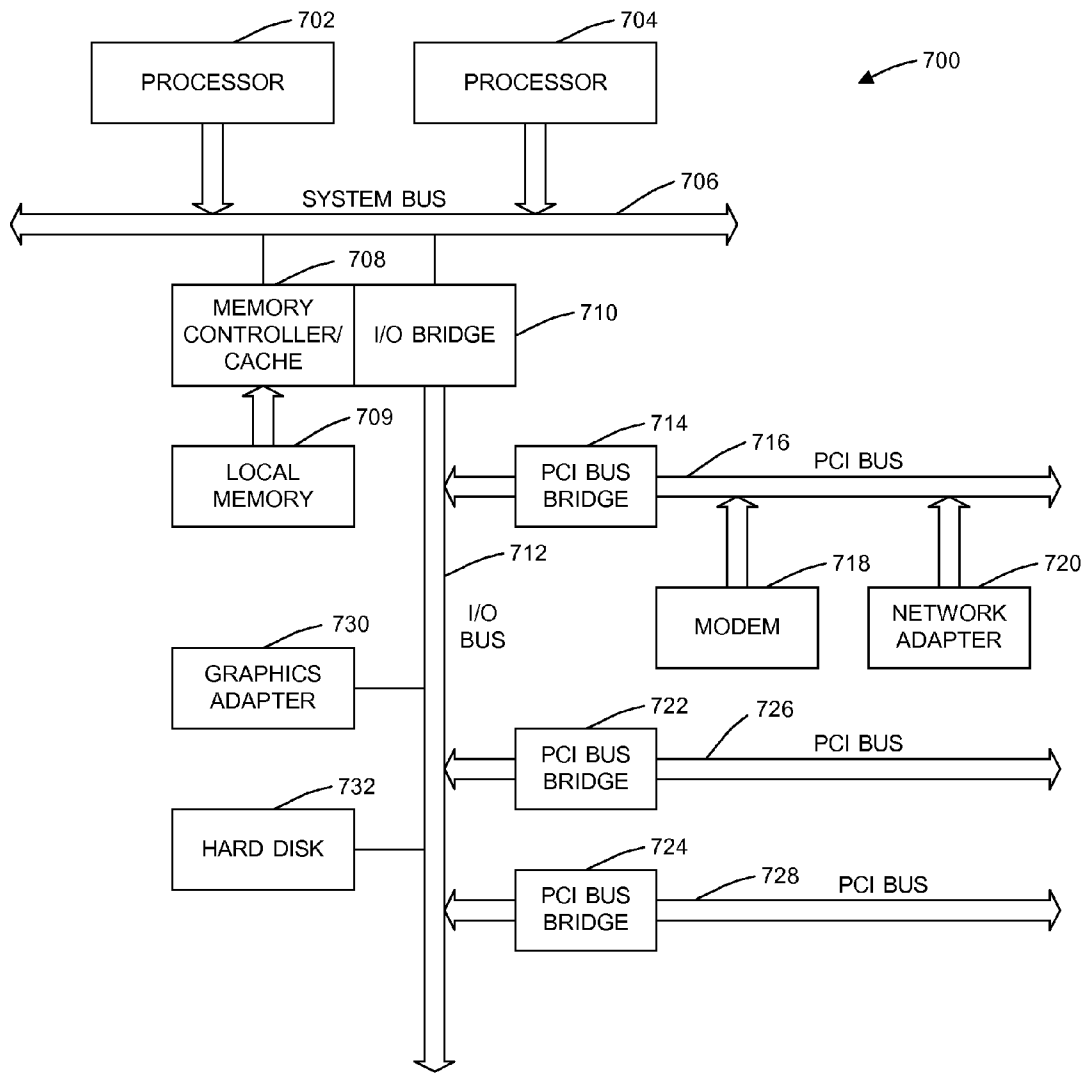 702
704
700
PROCESSOR
PROCESSOR
706
SYSTEM BUS
708
710
MEMORY
CONTROLLER/
CACHE
I/O BRIDGE
709
LOCAL
MEMORY
714
716
PCI BUS
PCI BUS
BRIDGE
712
718
720
I/O
BUS
MODEM
NETWORK
ADAPTER
730
GRAPHICS
ADAPTER
722
726
PCI BUS
PCI BUS
BRIDGE
732
HARD DISK
724
728
PCI BUS
PCI BUS
BRIDGE